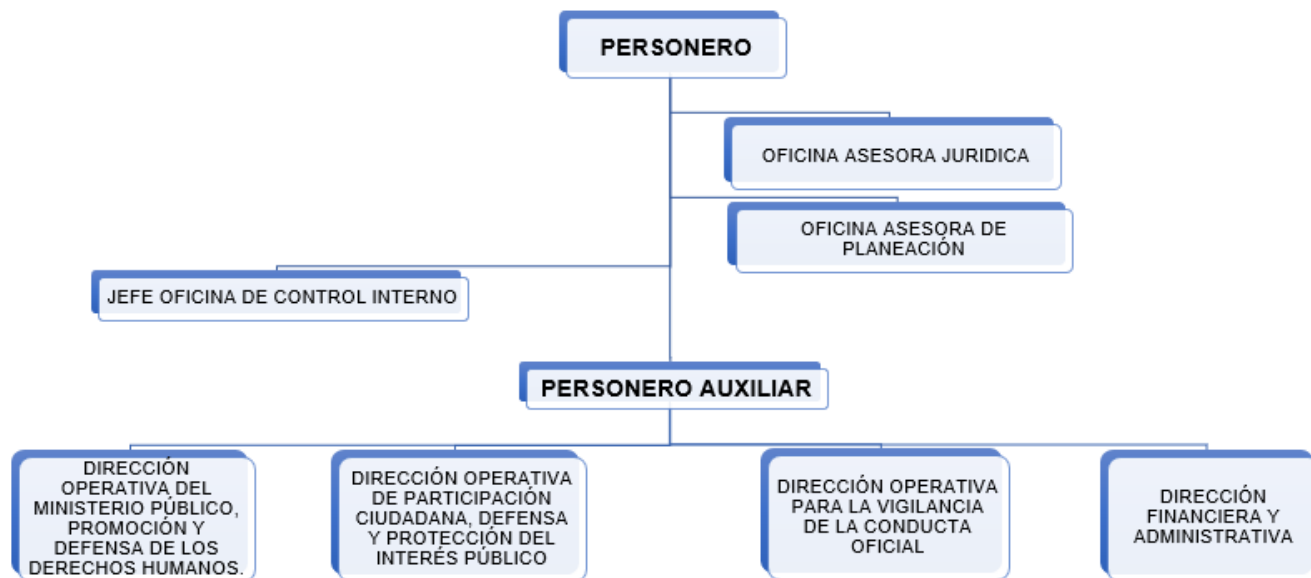 PERSONERO
OFICINA ASESORA JURIDICA
OFICINA ASESORA DE
PLANEACIÓN
JEFE OFICINA DE CONTROL INTERNO
PERSONERO AUXILIAR
DIRECCIÓN
OPERATIVA DEL
MINISTERIO PÚBLICO,
PROMOCIÓN Y
DEFENSA DE LOS
DERECHOS HUMANOS.
DIRECCIÓN OPERATIVA
DE PARTICIPACIÓN
CIUDADANA, DEFENSA
Y PROTECCIÓN DEL
INTERÉS PÚBLICO
DIRECCIÓN OPERATIVA
PARA LA VIGILANCIA
DE LA CONDUCTA
OFICIAL
DIRECCIÓN
FINANCIERA Y
ADMINISTRATIVA